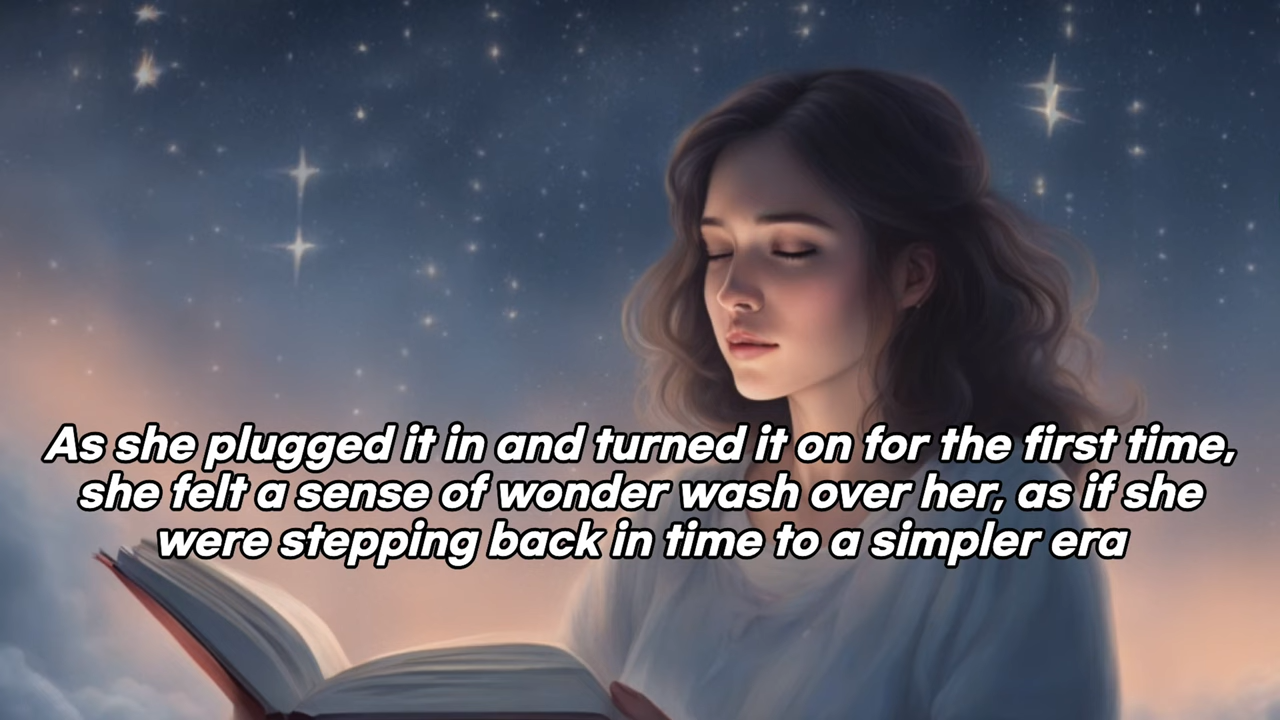 As she plugged it in and turned it on for the first time,
she felt a sense of wonder wash over her, as if she
were stepping back in time to a simpler era